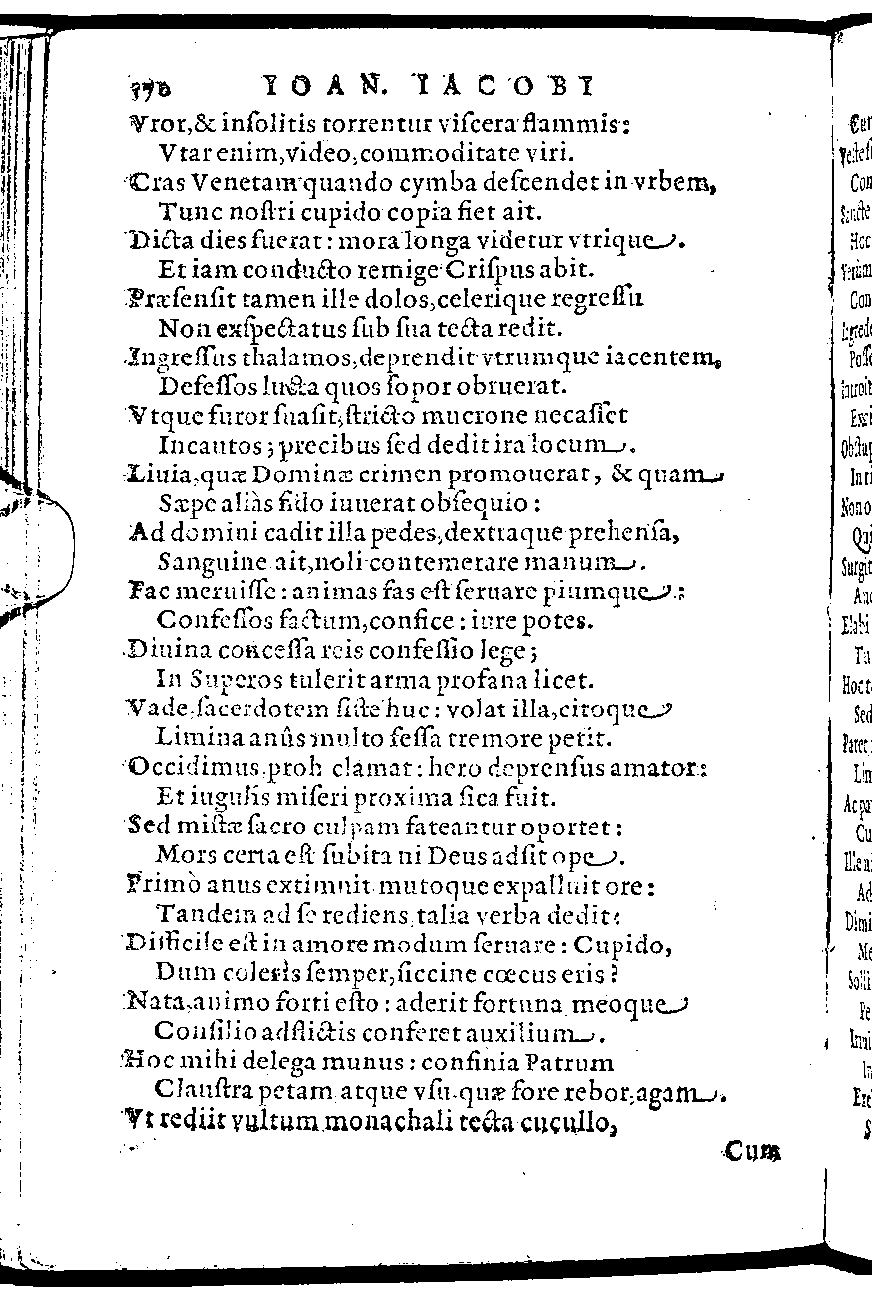 370 IOAN. IACOBI
Vror,& inſolitis torrentur viſcera flammis:
Vtar enim,video,commoditate viri.
Cras Venetam quando cymba deſcendet in vrbem,
Tunc noſtri cupido copia fiet ait.
Dicta dies fuerat: mora longa videtur vtrique.
Et iam conducto remige Criſpus abit.
Præſenſit tamen ille dolos,celerique regreſſu
Non exſpectatus ſub ſua tecta redit.
Ingreſſus thalamos,deprendit vtrumque iacentem,
Defeſſos lucta quos ſopor obruerat.
Vtque furor ſuaſit,ſtricto mucrone necaſſet
Incautos; precibus ſed dedit ira locum.
Liuia,quæ Dominæ crimen promouerat, & quam
Sæpe aliàs fido iuuerat obſequio:
Ad domini cadit illa pedes,dextraque prehenſa,
Sanguine ait,noli contemerare manum.
Fac meruiſſe: animas fas eſt ſeruare piumque:
Confeſſos factum,confice: iure potes.
Diuina conceſſa reis confeſſio lege;
In Superos tulerit arma profana licet.
Vade,ſacerdotem ſiſte huc: volat illa,citoque
Limina anûs multo feſſa tremore petit.
Occidimus,proh clamat: hero deprenſus amator:
Et iugulis miſeri proxima ſica fuit.
Sed miſtæ ſacro culpam fateantur oportet:
Mors certa eſt ſubita ni Deus adſit ope.
Primò anus extimuit mutoque expalluit ore:
Tandem ad ſe rediens talia verba dedit:
Difficile eſt in amore modum ſeruare: Cupido,
Dum coleris ſemper,ſiccine cœcus eris?
Nata,animo forti eſto: aderit fortuna meoque
Conſilio adflictis conferet auxilium.
Hoc mihi delega munus: confinia Patrum
Clauſtra petam atque vſu quæ fore rebor,agam.
Vt rediit vultum monachali tecta cucullo,
Cum